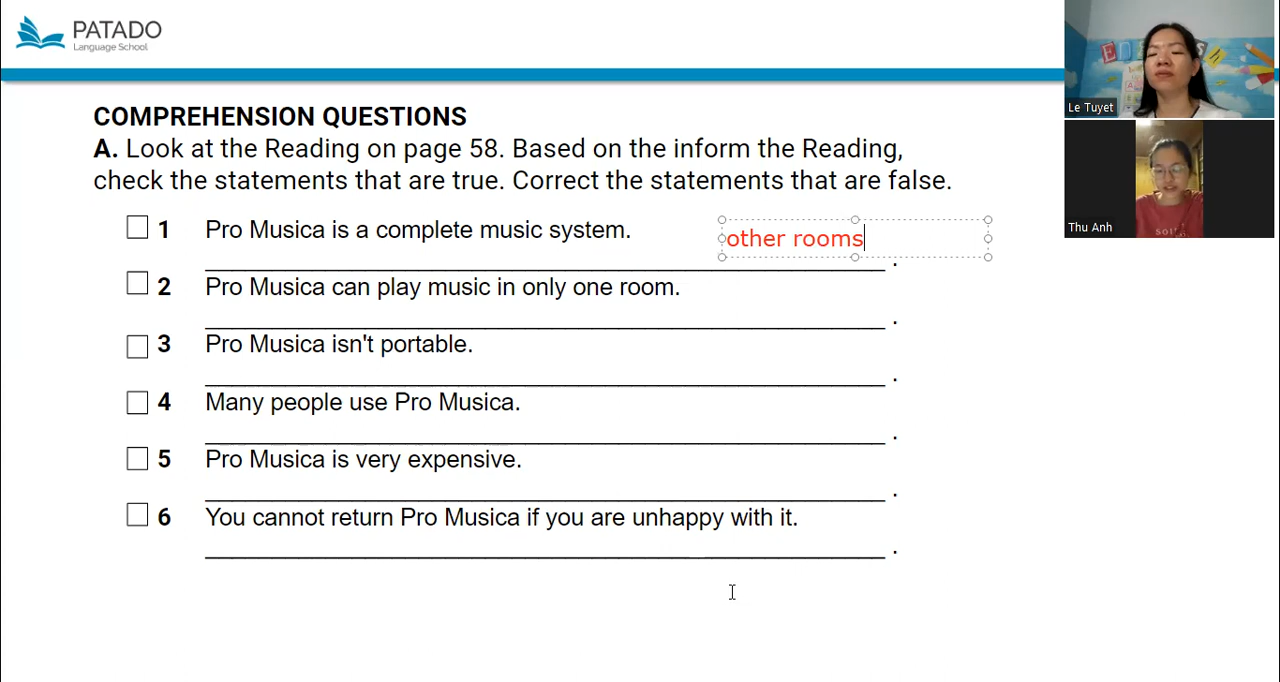 PATADO
Language School
COMPREHENSION QUESTIONS
A. Look at the Reading on page 58. Based on the inform the Reading,
check the statements that are true. Correct the statements that are false.
1 Pro Musica is a complete music system.
other rooms
2 Pro Musica can play music in only one room.
3 Pro Musica isn't portable.
4 Many people use Pro Musica.
5 Pro Musica is very expensive.
6 You cannot return Pro Musica if you are unhappy with it.
Le Tuyet
Thu Anh